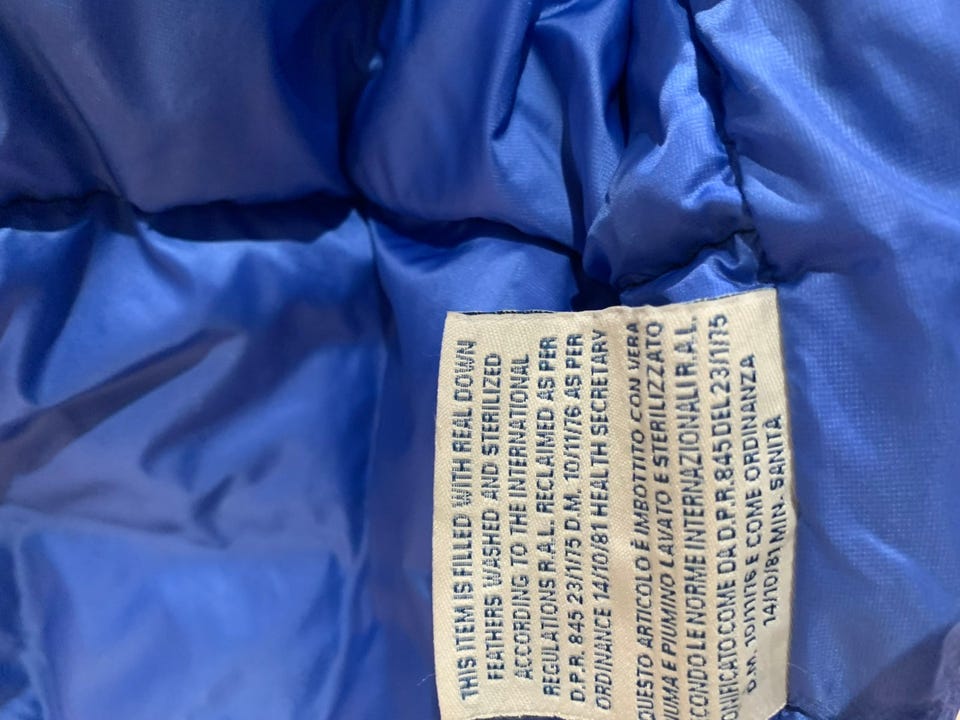 THIS ITEM IS FILLED WITH REAL DOWN
FEATHERS WASHED AND STERILIZED
ACCORDING TO THE INTERNATIONAL
REGULATIONS R.A.L. RECLAIMED AS PER
D.P.R. 845 23/1/75 D.M. 10/11/76 AS PER
ORDINANCE 14/10/81 HEALTH SECRETARY
QUESTO ARTICOLO È IMBOTTITO CON VERA
PIUMA E PIUMINO LAVATO E STERILIZZATO
SECONDO LE NORME INTERNAZIONALI R.A.L.
BONIFICATO COME DA D.P.R. 845 DEL 23/1/75
D.M. 10/11/76 E COME ORDINANZA
14/10/81 MIN. SANITÀ